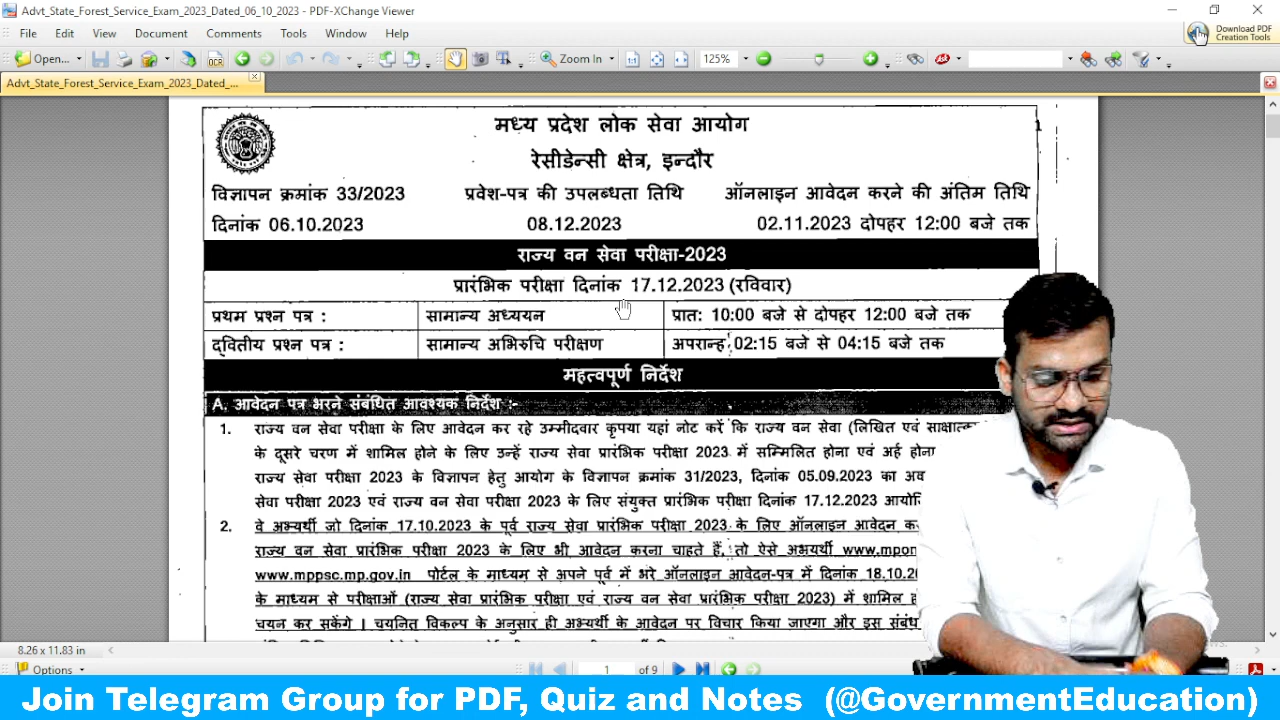 Advt_State_Forest_Service_Exam_2023_Dated_06_10_2023 - PDF-XChange Viewer
File Edit View Document Comments Tools Window Help
Download PDF
Creation Tools
Open...
OCR
Zoom In
125%
Advt_State_Forest_Service_Exam_2023_Dated_06_10_2023-...
मध्य प्रदेश लोक सेवा आयोग
1
रेसीडेन्सी क्षेत्र, इन्दौर
विज्ञापन क्रमांक 33/2023 प्रवेश-पत्र की उपलब्धता तिथि ऑनलाइन आवेदन करने की अंतिम तिथि
दिनांक 06.10.2023 08.12.2023 02.11.2023 दोपहर 12:00 बजे तक
राज्य वन सेवा परीक्षा-2023
प्रारंभिक परीक्षा दिनांक 17.12.2023 (रविवार)
प्रथम प्रश्न पत्र : सामान्य अध्ययन प्रात: 10:00 बजे से दोपहर 12:00 बजे तक
द्वितीय प्रश्न पत्र : सामान्य अभिरुचि परीक्षण अपरान्ह 02:15 बजे से 04:15 बजे तक
महत्वपूर्ण निर्देश
A. आवेदन पत्र भरने संबंधित आवश्यक निर्देश :-
1. राज्य वन सेवा परीक्षा के लिए आवेदन कर रहे उम्मीदवार कृपया यहां नोट करें कि राज्य वन सेवा (लिखित एवं
के दूसरे चरण में शामिल होने के लिए उन्हें राज्य सेवा प्रारंभिक परीक्षा 2023 में सम्मिलित होना एवं अर्ह होना
राज्य सेवा परीक्षा 2023 के विज्ञापन हेतु आयोग के विज्ञापन क्रमांक 31/2023, दिनांक 05.09.2023 का
सेवा परीक्षा 2023 एवं राज्य वन सेवा परीक्षा 2023 के लिए संयुक्त प्रारंभिक परीक्षा दिनांक 17.12.2023
2. वे अभ्यर्थी जो दिनांक 17.10.2023 के पूर्व राज्य सेवा प्रारंभिक परीक्षा 2023 के लिए ऑनलाइन आवेदन
राज्य वन सेवा प्रारंभिक परीक्षा 2023 के लिए भी आवेदन करना चाहते हैं, तो ऐसे अभयर्थी www.mpon
www.mppsc.mp.gov.in पोर्टल के माध्यम से अपने पूर्व में भरे ऑनलाइन आवेदन-पत्र में दिनांक 18.10.20
के माध्यम से परीक्षाओं (राज्य सेवा प्रारंभिक परीक्षा एवं राज्य वन सेवा प्रारंभिक परीक्षा 2023) में शामिल
चयन कर सकेंगे । चयनित विकल्प के अनुसार ही अभ्यर्थी के आवेदन पर विचार किया जाएगा और इस
8.26 x 11.83 in
Options 1 of 9
Join Telegram Group for PDF, Quiz and Notes (@GovernmentEducation)